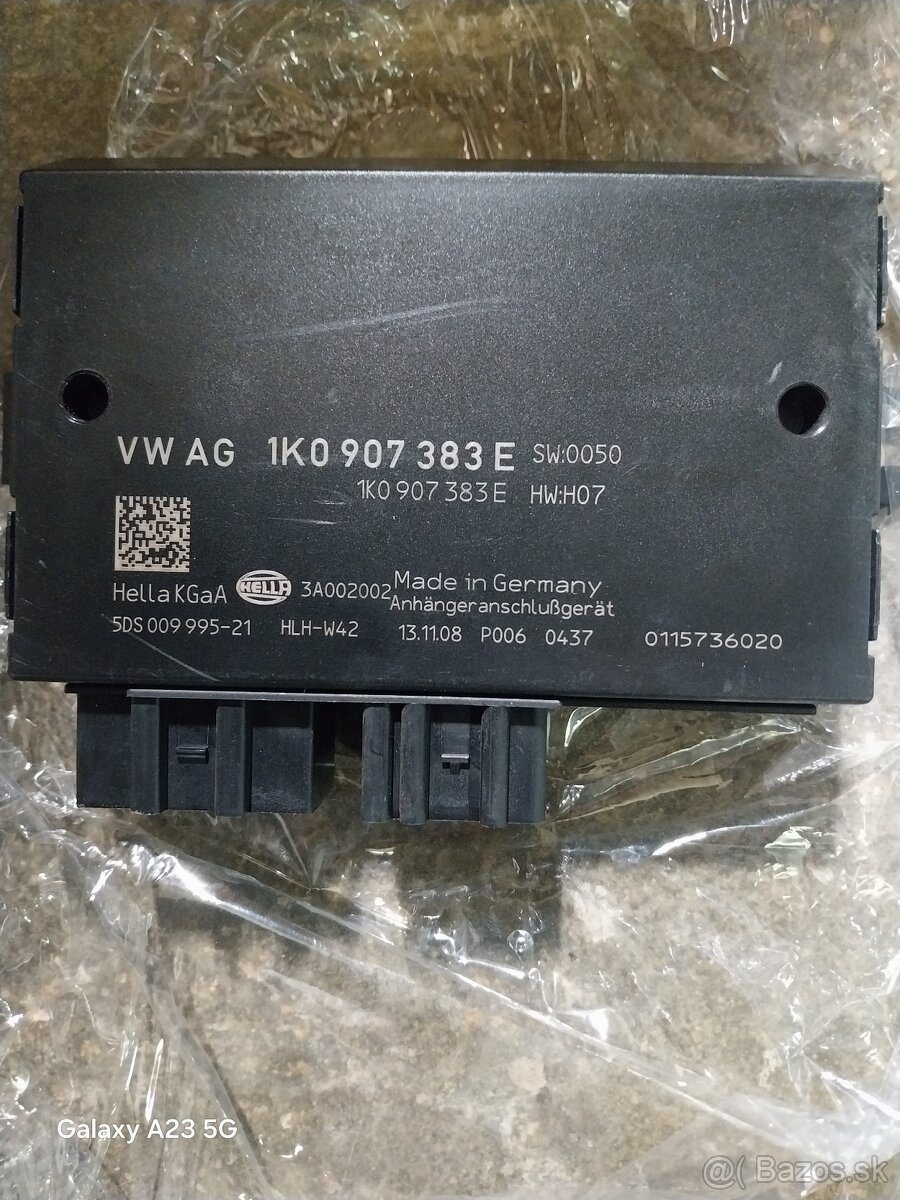 VW AG 1K0 907 383 E SW:0050
1K0 907 383 E HW:H07
Hella KGaA HELLA 3A002002 Made in Germany
Anhängeranschlußgerät
5DS 009 995-21 HLH-W42 13.11.08 P006 0437 0115736020
Galaxy A23 5G
@( Bazos.sk